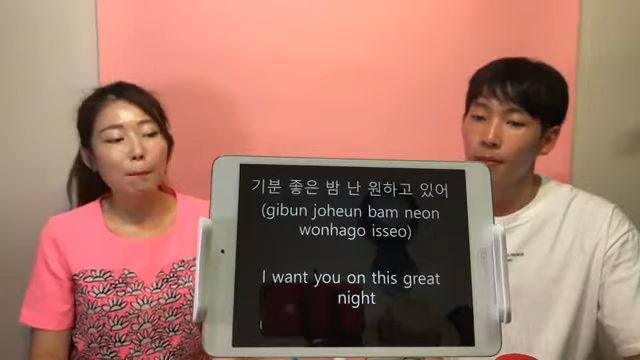 기분 좋은 밤 난 원하고 있어
(gibun joheun bam neon
wonhago isseo)
I want you on this great
night